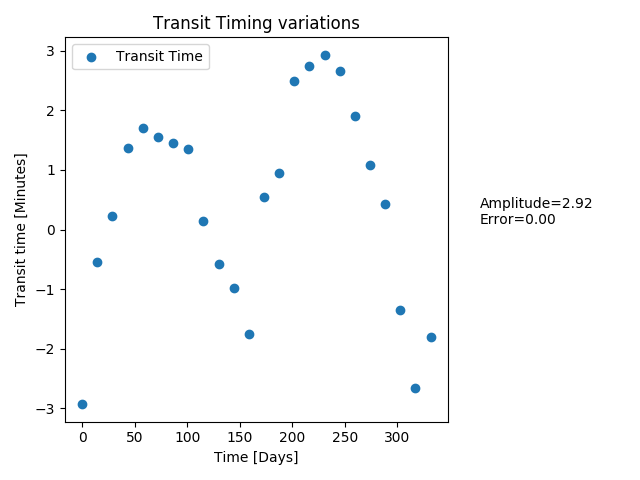 Transit Timing variations
Transit Time
3
2
1
0
−1
−2
−3
Transit time [Minutes]
0 50 100 150 200 250 300
Time [Days]
Amplitude=2.92
Error=0.00